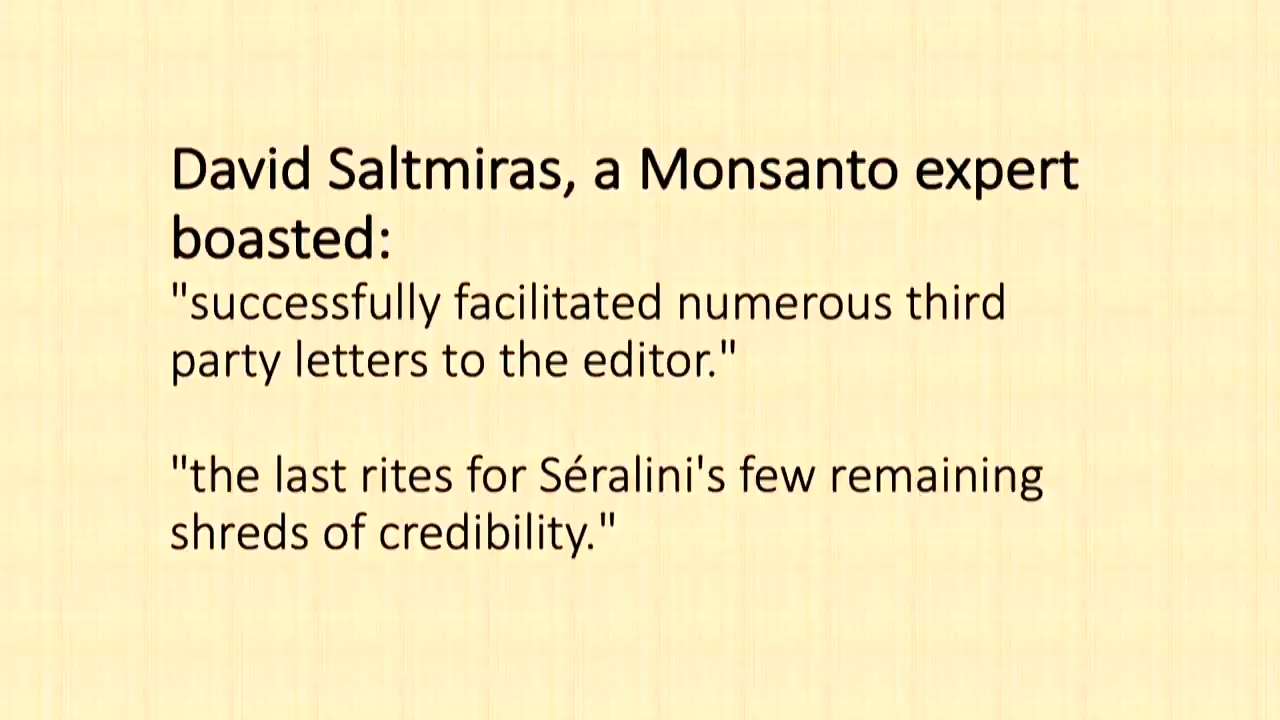 David Saltmiras, a Monsanto expert
boasted:
"successfully facilitated numerous third
party letters to the editor."
"the last rites for Séralini's few remaining
shreds of credibility."